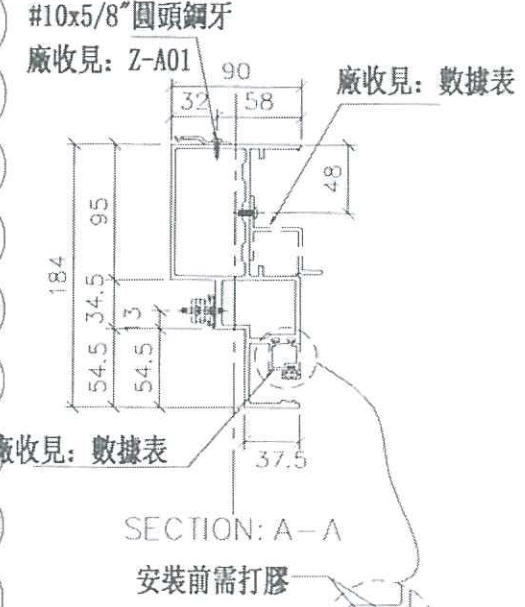 #10x5/8"圓頭鋼牙
廠收見: Z-A01
90
廠收見: 數據表
32
58
48
95
184
34.5
13
54.5
54.5
廠收見: 數據表
37.5
SECTION: A-A
安裝前需打膠